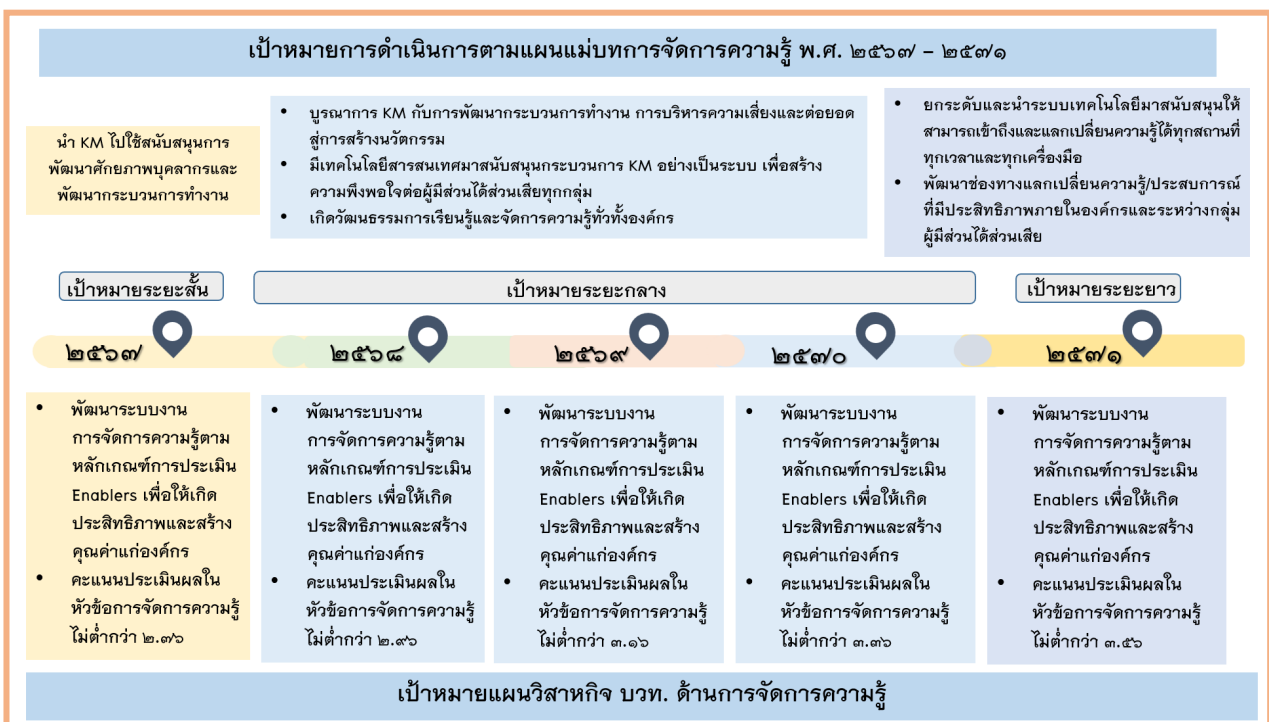 เป้าหมายการดำเนินการตามแผนแม่บทการจัดการความรู้ พ.ศ. ๒๕๖๗ – ๒๕๗๑
นำ KM ไปใช้สนับสนุนการ
พัฒนาศักยภาพบุคลากรและ
พัฒนากระบวนการทำงาน
• บูรณาการ KM กับการพัฒนากระบวนการทำงาน การบริหารความเสี่ยงและต่อยอด
สู่การสร้างนวัตกรรม
• มีเทคโนโลยีสารสนเทศมาสนับสนุนกระบวนการ KM อย่างเป็นระบบ เพื่อสร้าง
ความพึงพอใจต่อผู้มีส่วนได้ส่วนเสียทุกกลุ่ม
• เกิดวัฒนธรรมการเรียนรู้และจัดการความรู้ทั่วทั้งองค์กร
• ยกระดับและนำระบบเทคโนโลยีมาสนับสนุนให้
สามารถเข้าถึงและแลกเปลี่ยนความรู้ได้ทุกสถานที่
ทุกเวลาและทุกเครื่องมือ
• พัฒนาช่องทางแลกเปลี่ยนความรู้/ประสบการณ์
ที่มีประสิทธิภาพภายในองค์กรและระหว่างกลุ่ม
ผู้มีส่วนได้ส่วนเสีย
เป้าหมายระยะสั้น
เป้าหมายระยะกลาง
เป้าหมายระยะยาว
๒๕๖๗
๒๕๖๘
๒๕๖๙
๒๕๗๐
๒๕๗๑
• พัฒนาระบบงาน
การจัดการความรู้ตาม
หลักเกณฑ์การประเมิน
Enablers เพื่อให้เกิด
ประสิทธิภาพและสร้าง
คุณค่าแก่องค์กร
• คะแนนประเมินผลใน
หัวข้อการจัดการความรู้
ไม่ต่ำกว่า ๒.๗๖
• พัฒนาระบบงาน
การจัดการความรู้ตาม
หลักเกณฑ์การประเมิน
Enablers เพื่อให้เกิด
ประสิทธิภาพและสร้าง
คุณค่าแก่องค์กร
• คะแนนประเมินผลใน
หัวข้อการจัดการความรู้
ไม่ต่ำกว่า ๒.๙๖
• พัฒนาระบบงาน
การจัดการความรู้ตาม
หลักเกณฑ์การประเมิน
Enablers เพื่อให้เกิด
ประสิทธิภาพและสร้าง
คุณค่าแก่องค์กร
• คะแนนประเมินผลใน
หัวข้อการจัดการความรู้
ไม่ต่ำกว่า ๓.๑๖
• พัฒนาระบบงาน
การจัดการความรู้ตาม
หลักเกณฑ์การประเมิน
Enablers เพื่อให้เกิด
ประสิทธิภาพและสร้าง
คุณค่าแก่องค์กร
• คะแนนประเมินผลใน
หัวข้อการจัดการความรู้
ไม่ต่ำกว่า ๓.๓๖
• พัฒนาระบบงาน
การจัดการความรู้ตาม
หลักเกณฑ์การประเมิน
Enablers เพื่อให้เกิด
ประสิทธิภาพและสร้าง
คุณค่าแก่องค์กร
• คะแนนประเมินผลใน
หัวข้อการจัดการความรู้
ไม่ต่ำกว่า ๓.๕๖
เป้าหมายแผนวิสาหกิจ บวท. ด้านการจัดการความรู้